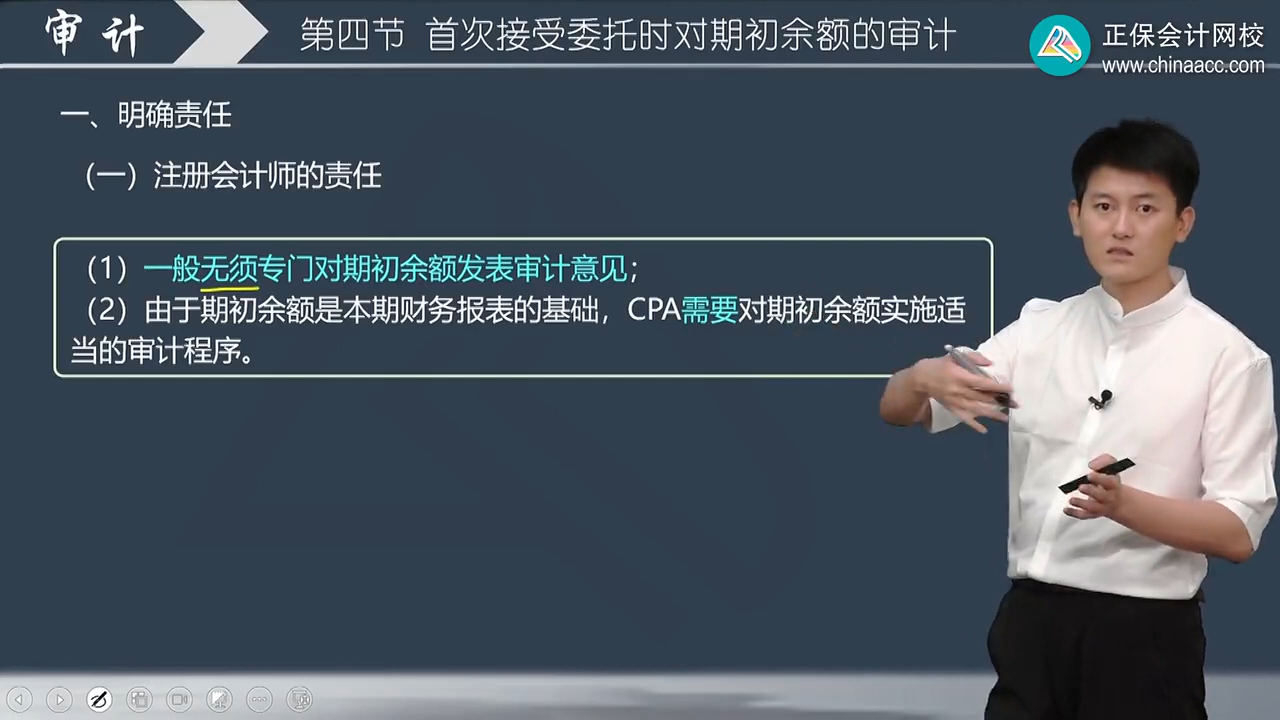 审计
第四节 首次接受委托时对期初余额的审计
正保会计网校
www.chinaacc.com
一、明确责任
（一）注册会计师的责任
（1）一般无须专门对期初余额发表审计意见；
（2）由于期初余额是本期财务报表的基础，CPA需要对期初余额实施适
当的审计程序。